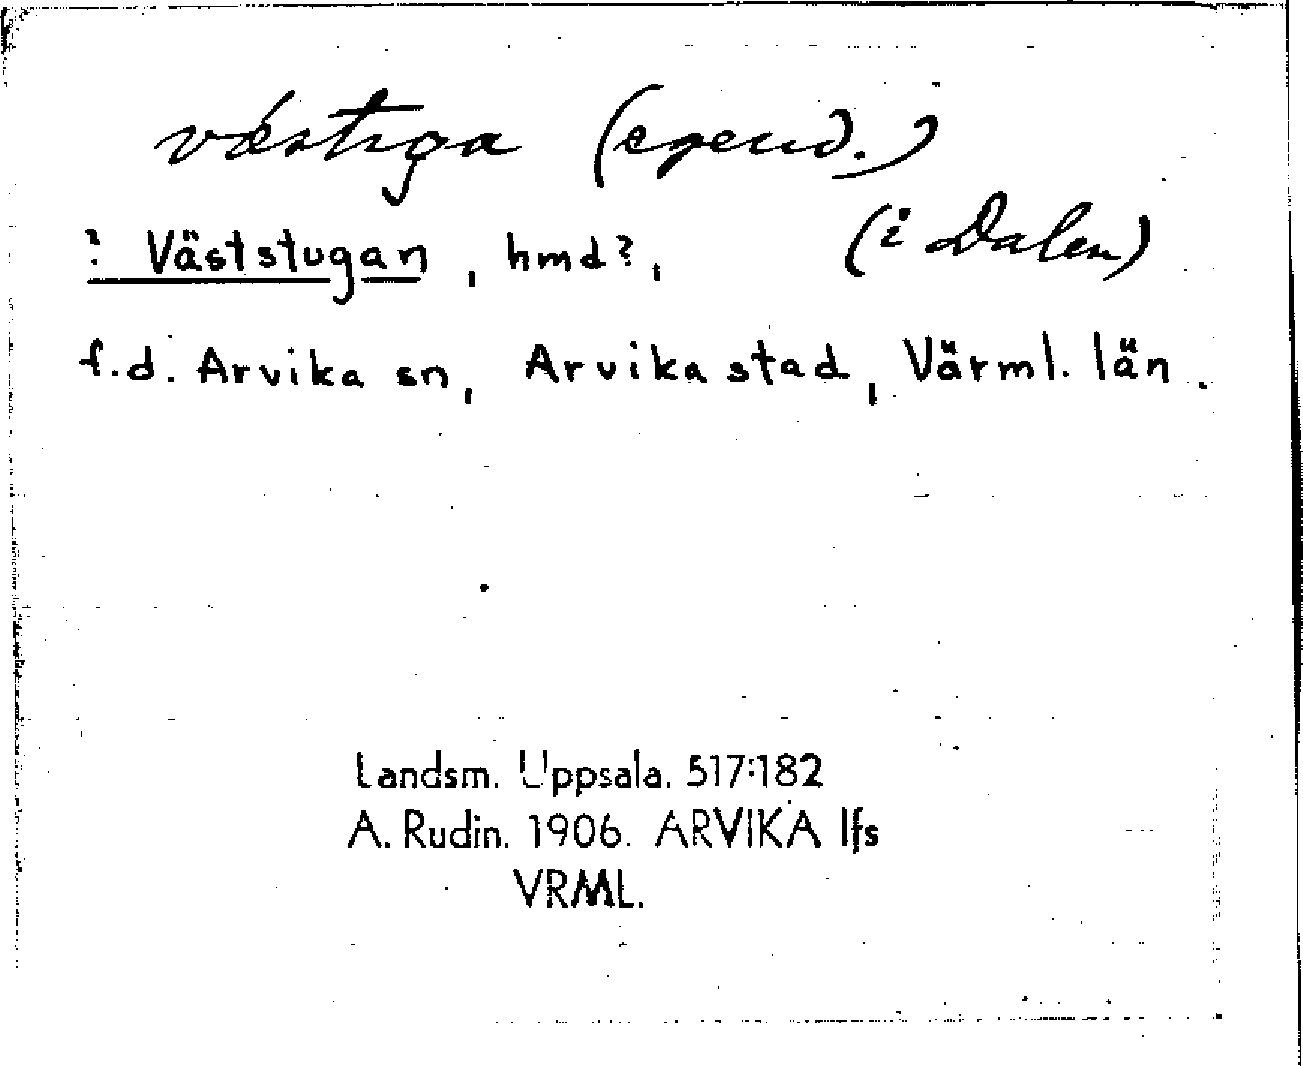 västuga (egend.)
(i Dalen)
? Väststugan, hmd?,
f.d. Arvika sn, Arvika stad, Värml. län.
Landsm. Uppsala. 517:182
A. Rudin. 1906. ARVIKA lfs
VRML.